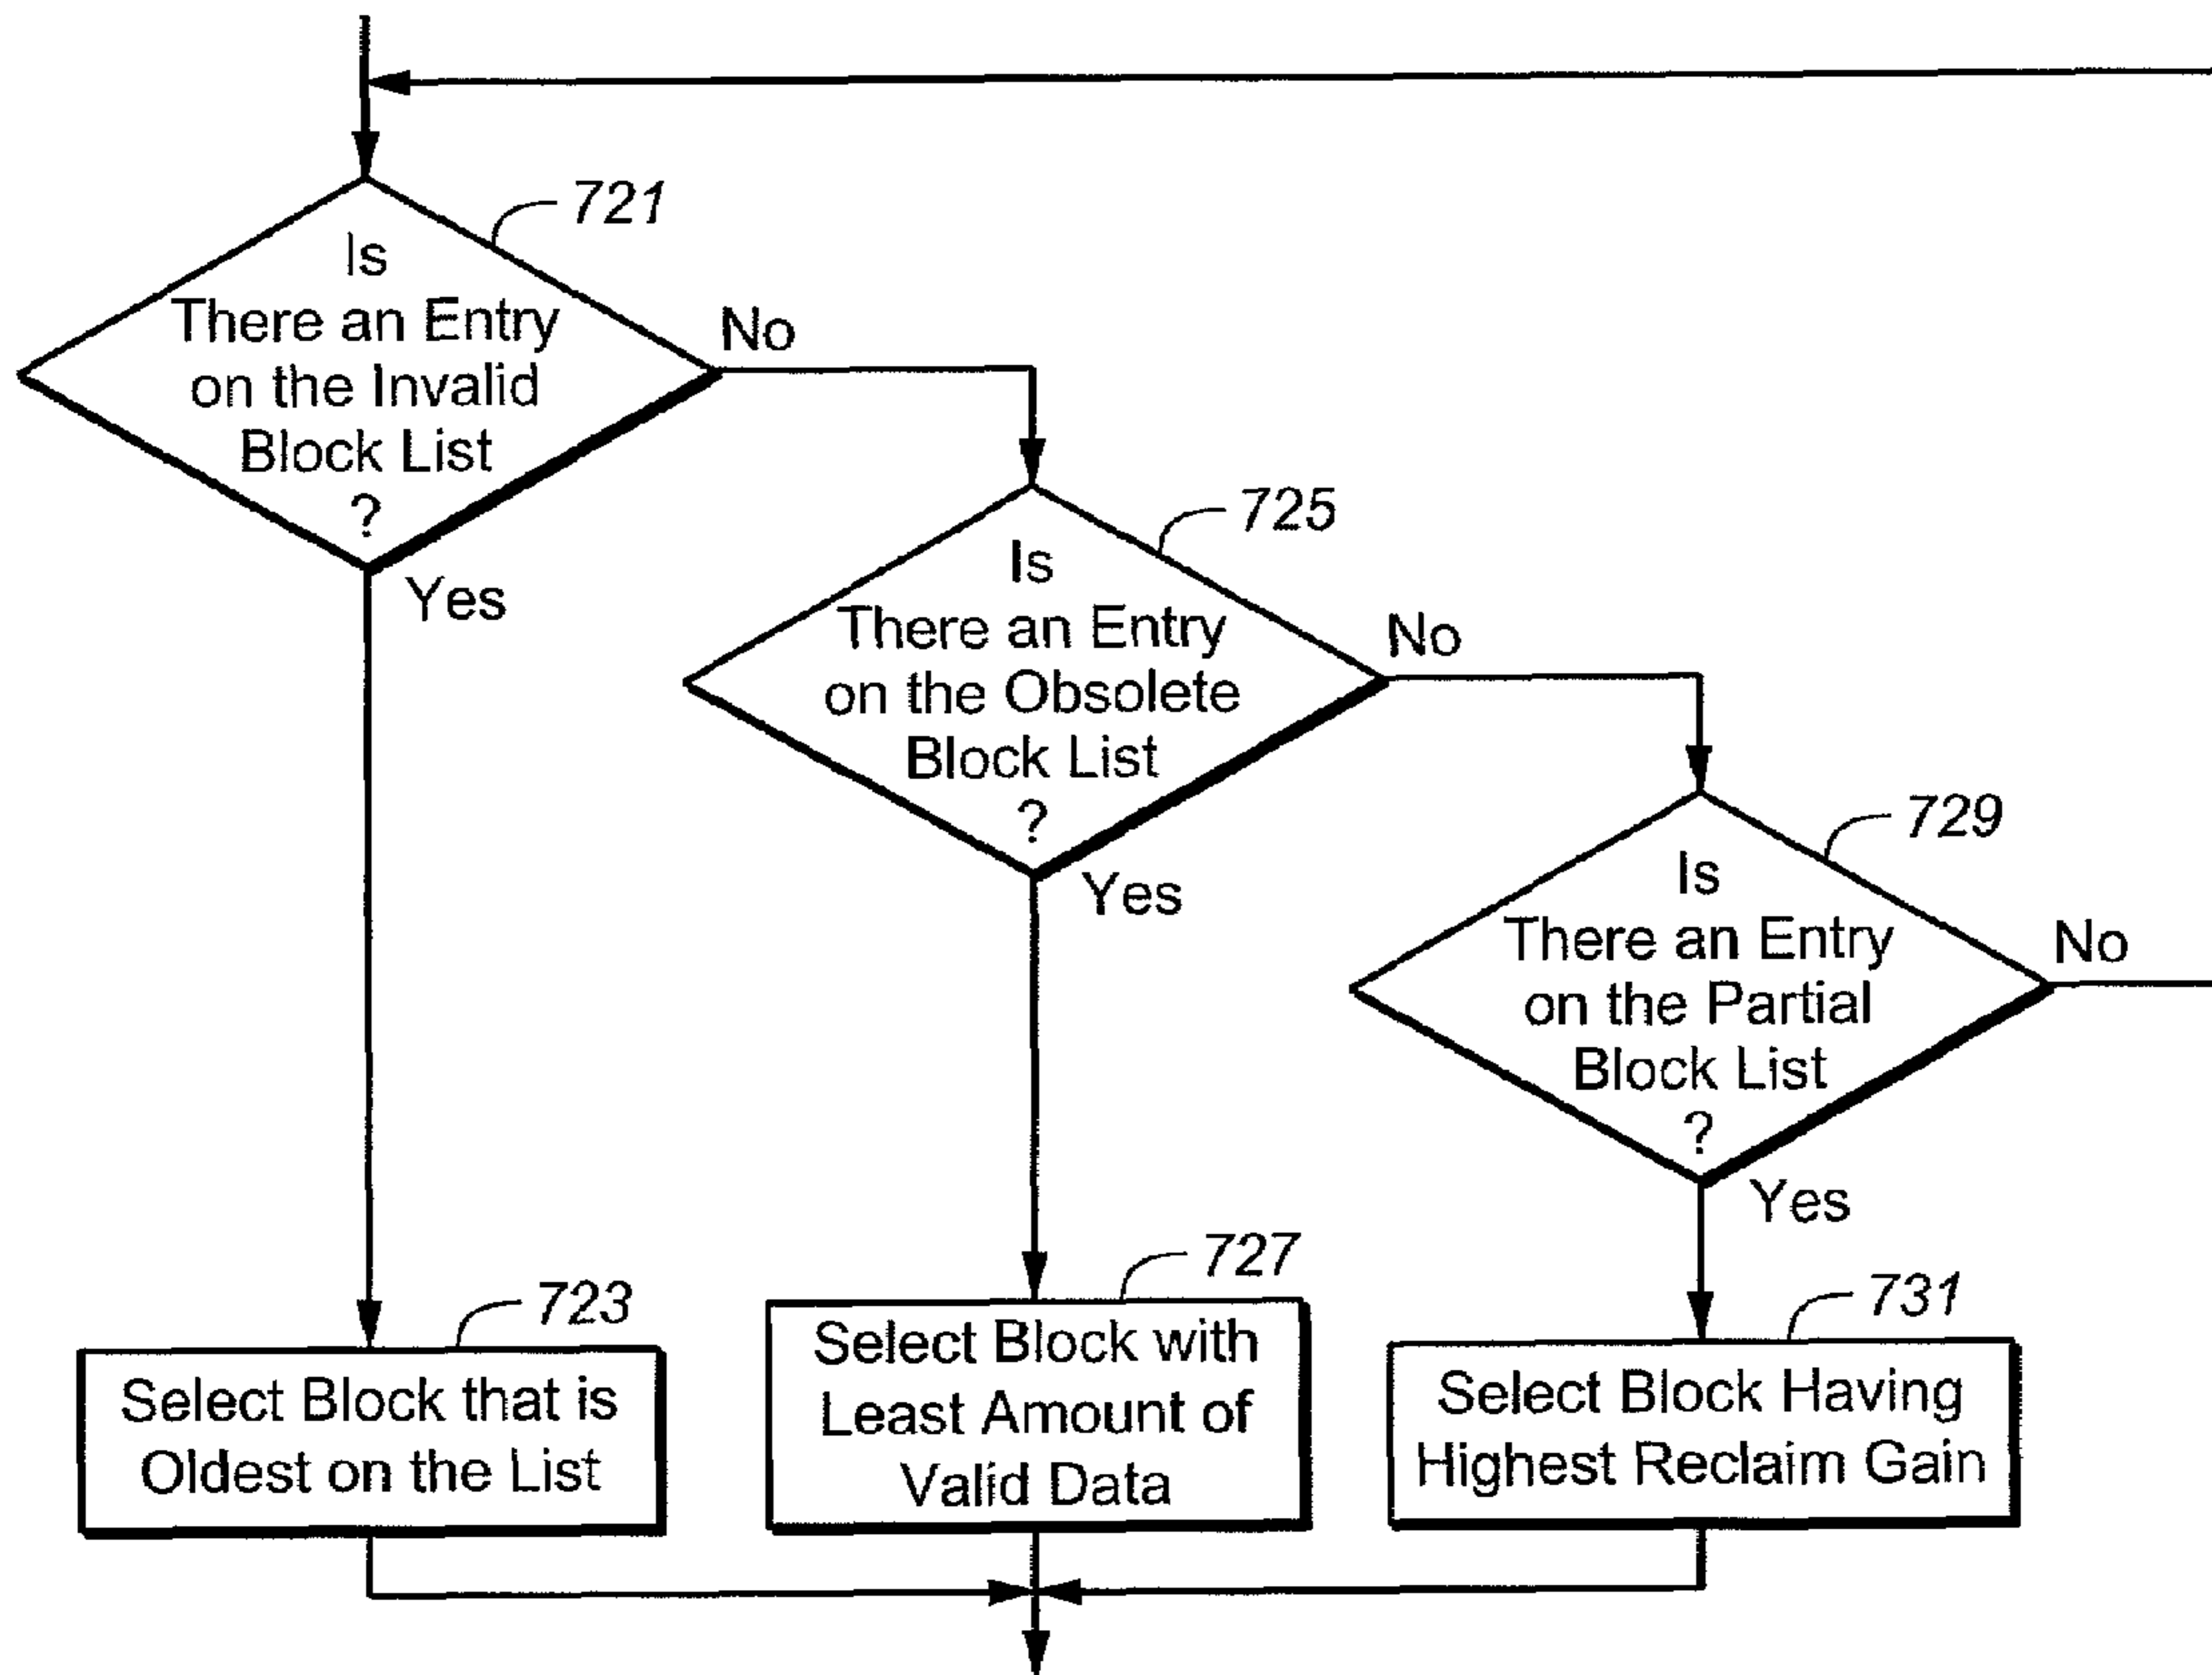 721
Is
There an Entry
on the Invalid
Block List
?
No
Yes
725
Is
There an Entry
on the Obsolete
Block List
?
No
Yes
729
Is
There an Entry
on the Partial
Block List
?
No
Yes
723
Select Block that is
Oldest on the List
727
Select Block with
Least Amount of
Valid Data
731
Select Block Having
Highest Reclaim Gain